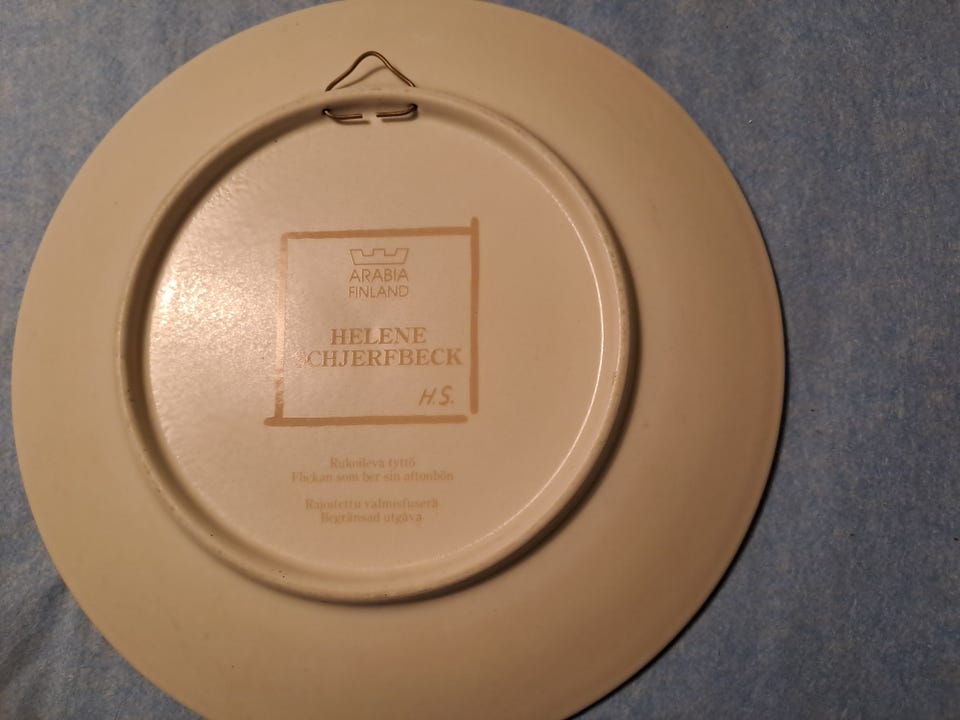 ARABIA
FINLAND
HELENE
SCHJERFBECK
H.S.
Rukoileva tyttö
Flickan som ber sin aftonbön
Rajoitettu valmistuserä
Begränsad utgåva